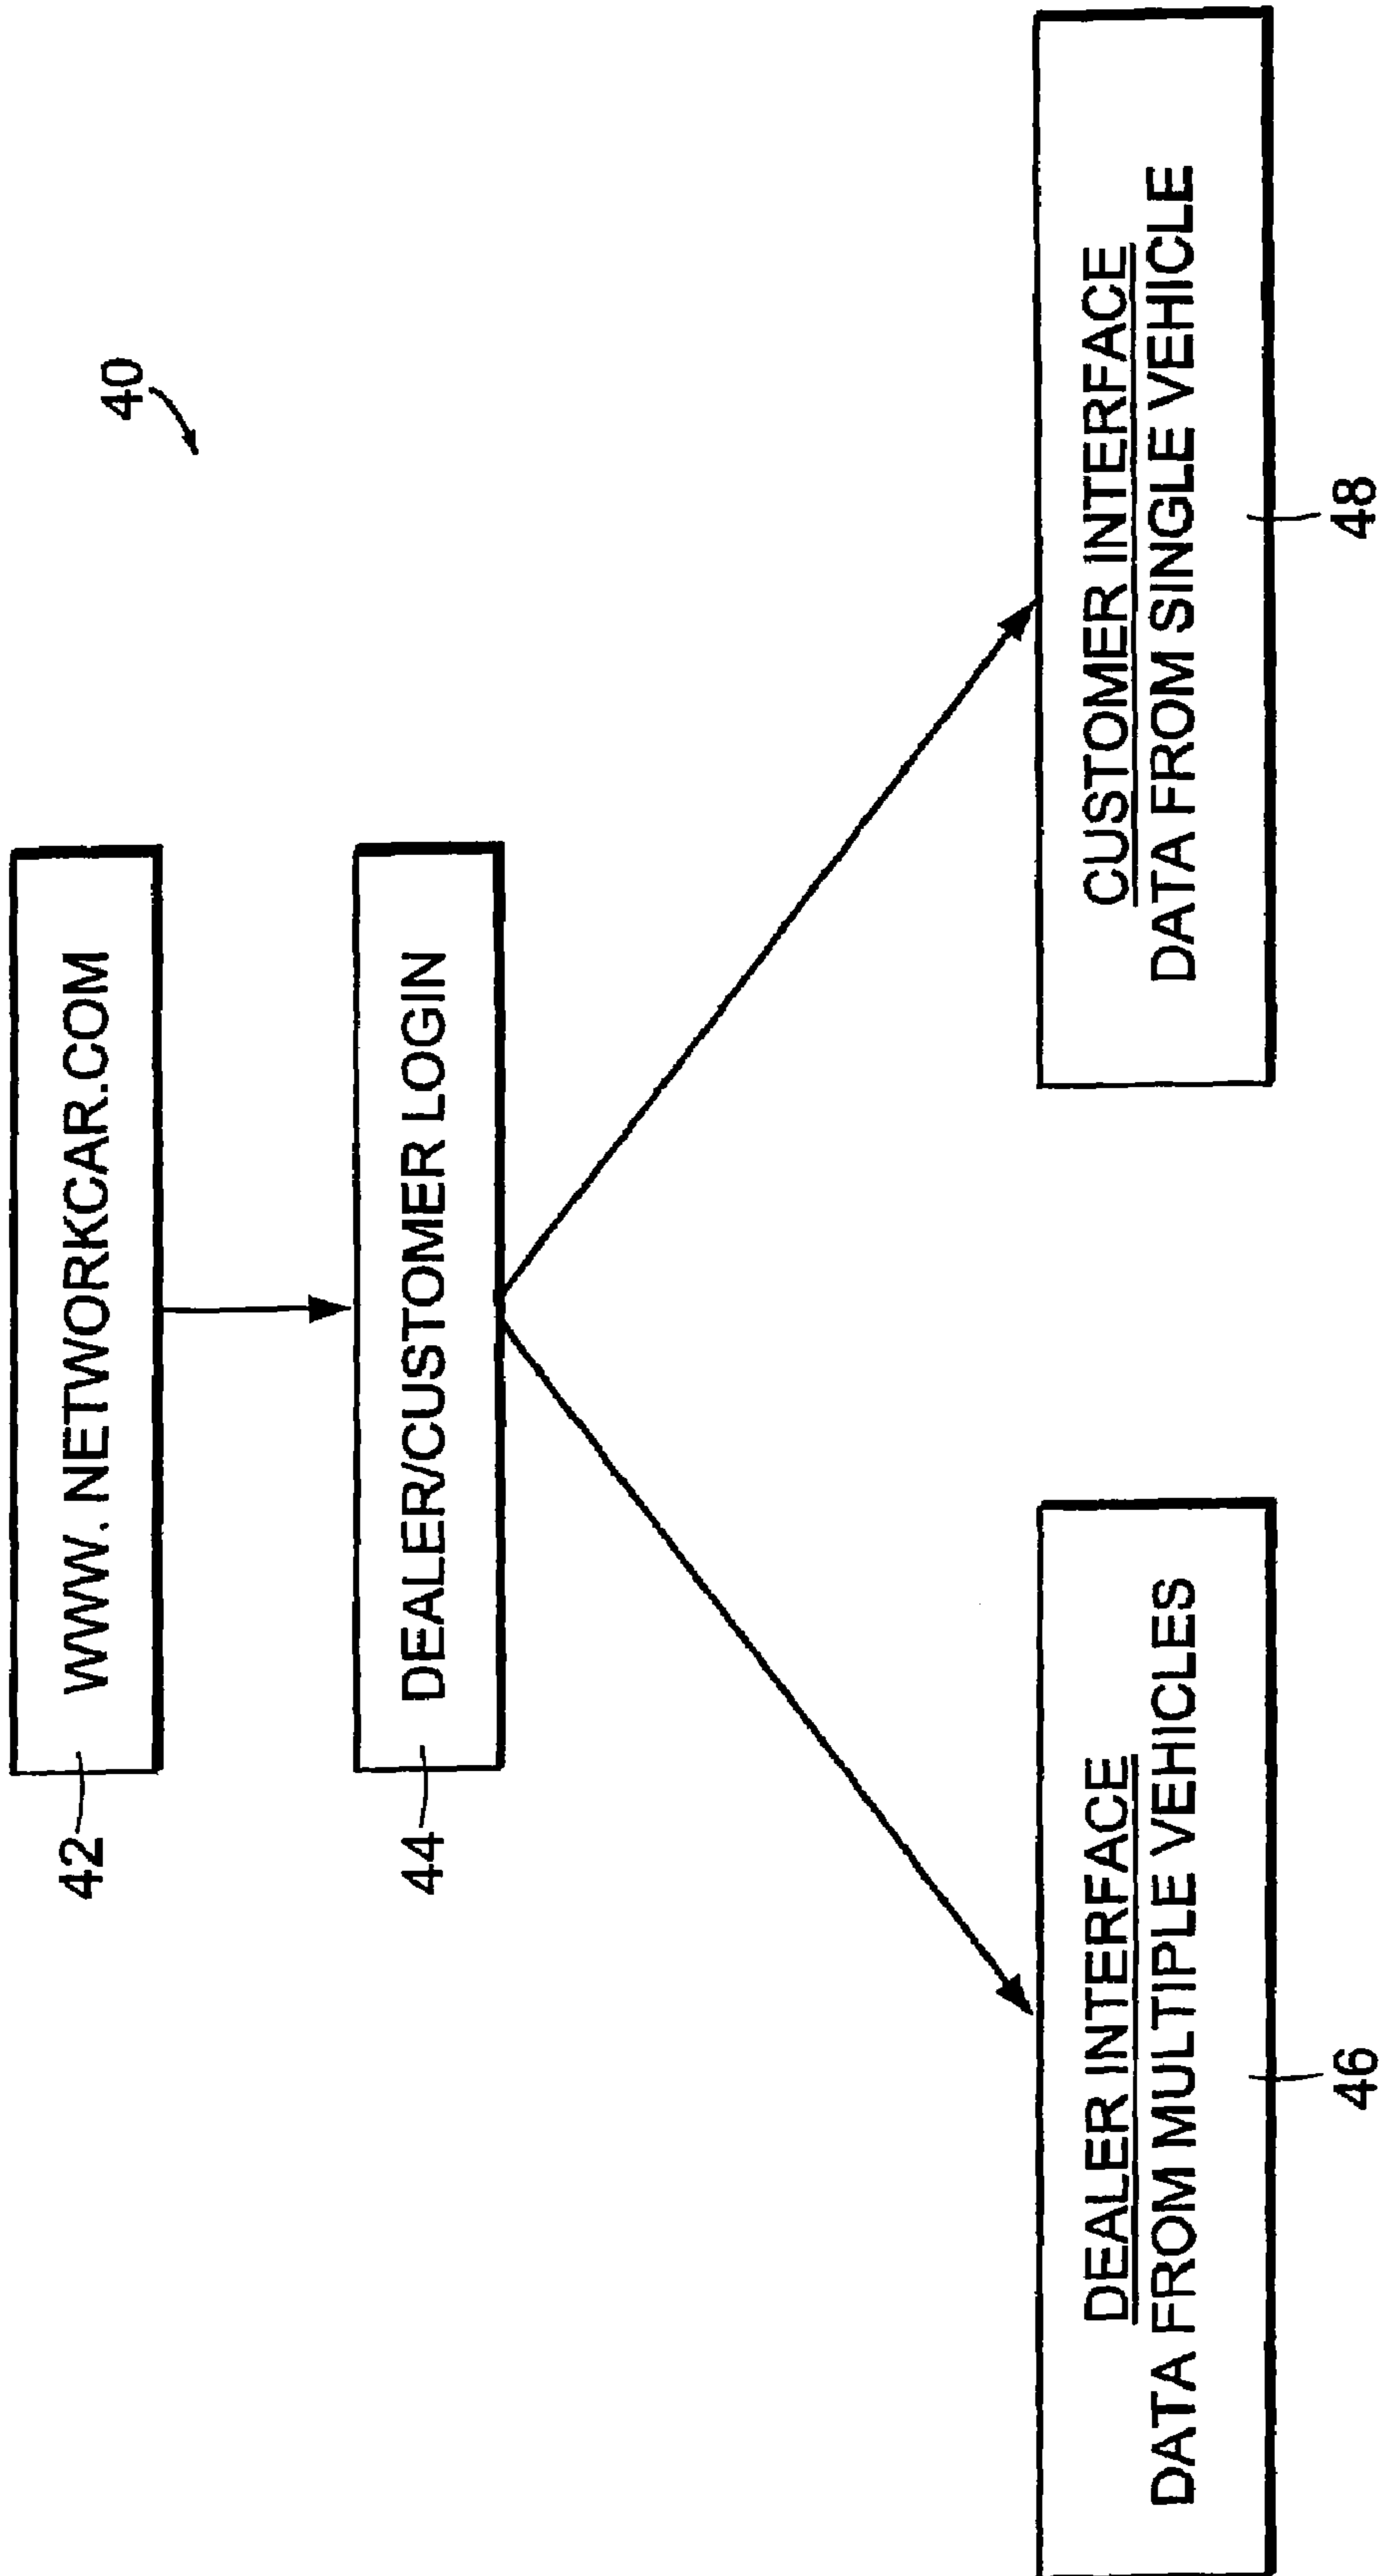 40
42
WWW. NETWORKCAR.COM
44
DEALER/CUSTOMER LOGIN
DEALER INTERFACE
DATA FROM MULTIPLE VEHICLES
46
CUSTOMER INTERFACE
DATA FROM SINGLE VEHICLE
48